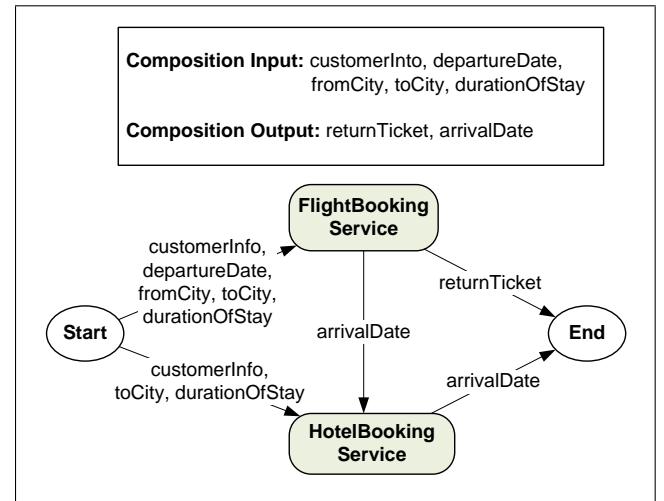 Composition Input: customerInto, departureDate,
fromCity, toCity, durationOfStay
Composition Output: returnTicket, arrivalDate
FlightBooking
Service
customerInfo,
departureDate,
fromCity, toCity,
durationOfStay
returnTicket
Start
arrivalDate
End
customerInfo,
toCity, durationOfStay
arrivalDate
HotelBooking
Service